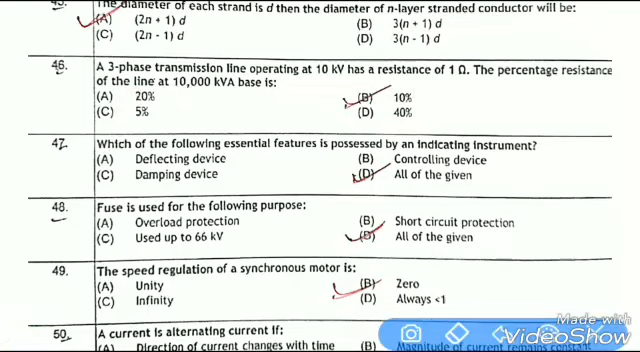 45. The diameter of each strand is d then the diameter of n-layer stranded conductor will be:
(A) (2n + 1) d (B) 3(n + 1) d
(C) (2n - 1) d (D) 3(n - 1) d
46. A 3-phase transmission line operating at 10 kV has a resistance of 1 Ω. The percentage resistance
of the line at 10,000 kVA base is:
(A) 20% (B) 10%
(C) 5% (D) 40%
47. Which of the following essential features is possessed by an indicating instrument?
(A) Deflecting device (B) Controlling device
(C) Damping device (D) All of the given
48. Fuse is used for the following purpose:
(A) Overload protection (B) Short circuit protection
(C) Used up to 66 kV (D) All of the given
49. The speed regulation of a synchronous motor is:
(A) Unity (B) Zero
(C) Infinity (D) Always <1
50. A current is alternating current if:
(A) Direction of current changes with time (B) Magnitude of current remains constant
Made with
VideoShow